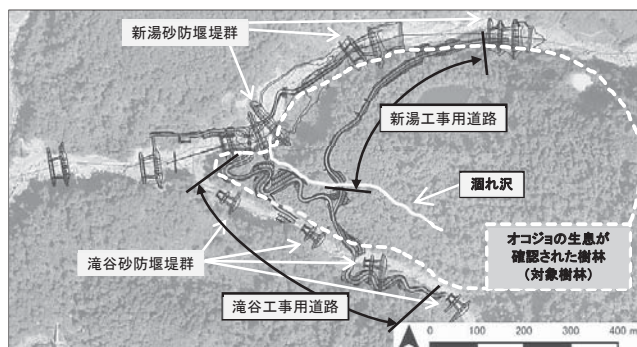 新湯砂防堰堤群
新湯工事用道路
涸れ沢
オコジョの生息が
確認された樹林
(対象樹林)
滝谷砂防堰堤群
滝谷工事用道路
0 100 200 300 400 m